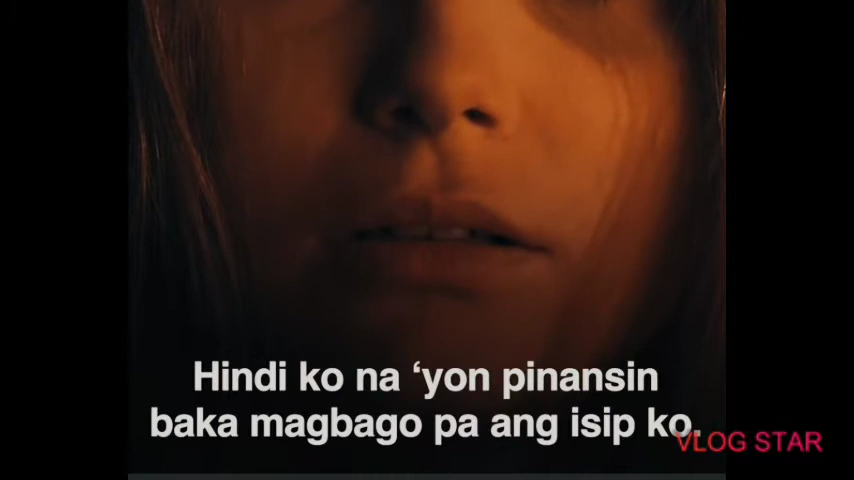 Hindi ko na ‘yon pinansin
baka magbago pa ang isip ko.
VLOG STAR